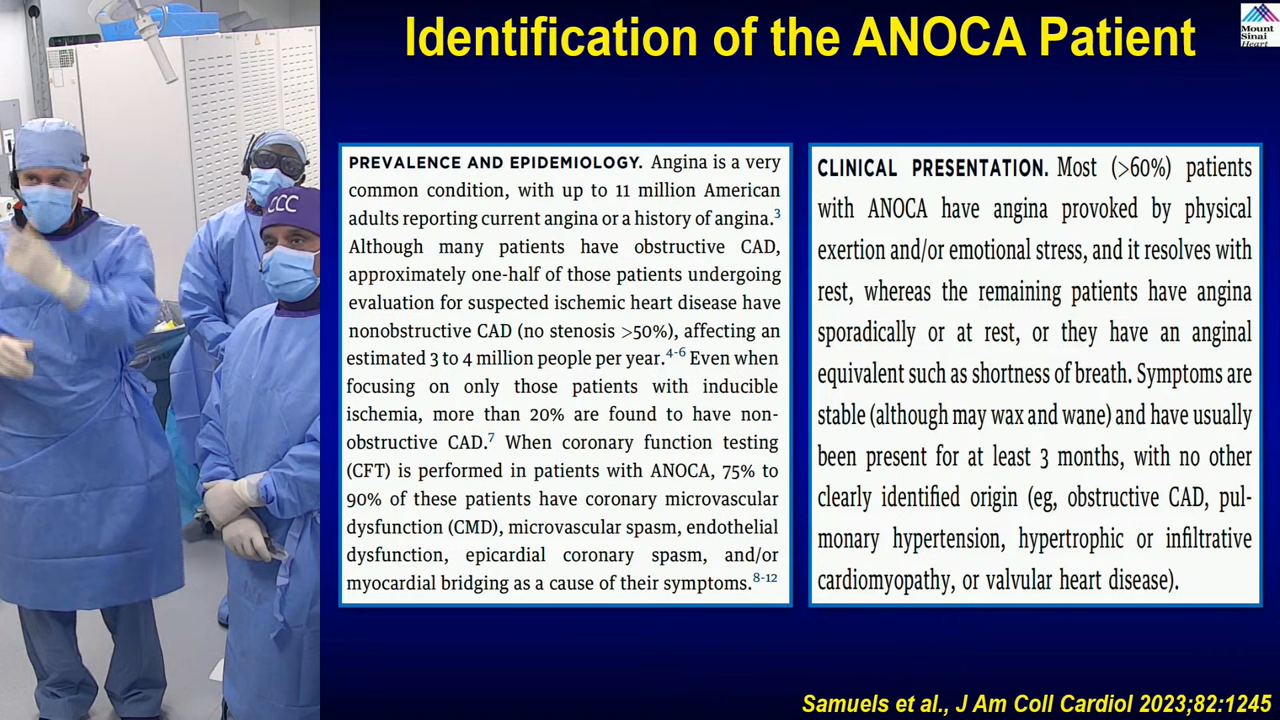 Identification of the ANOCA Patient
Mount
Sinai
Heart
CCC
PREVALENCE AND EPIDEMIOLOGY. Angina is a very
common condition, with up to 11 million American
adults reporting current angina or a history of angina.3
Although many patients have obstructive CAD,
approximately one-half of those patients undergoing
evaluation for suspected ischemic heart disease have
nonobstructive CAD (no stenosis >50%), affecting an
estimated 3 to 4 million people per year.4-6 Even when
focusing on only those patients with inducible
ischemia, more than 20% are found to have non-
obstructive CAD.7 When coronary function testing
(CFT) is performed in patients with ANOCA, 75% to
90% of these patients have coronary microvascular
dysfunction (CMD), microvascular spasm, endothelial
dysfunction, epicardial coronary spasm, and/or
myocardial bridging as a cause of their symptoms.8-12
CLINICAL PRESENTATION. Most (>60%) patients
with ANOCA have angina provoked by physical
exertion and/or emotional stress, and it resolves with
rest, whereas the remaining patients have angina
sporadically or at rest, or they have an anginal
equivalent such as shortness of breath. Symptoms are
stable (although may wax and wane) and have usually
been present for at least 3 months, with no other
clearly identified origin (eg, obstructive CAD, pul-
monary hypertension, hypertrophic or infiltrative
cardiomyopathy, or valvular heart disease).
Samuels et al., J Am Coll Cardiol 2023;82:1245